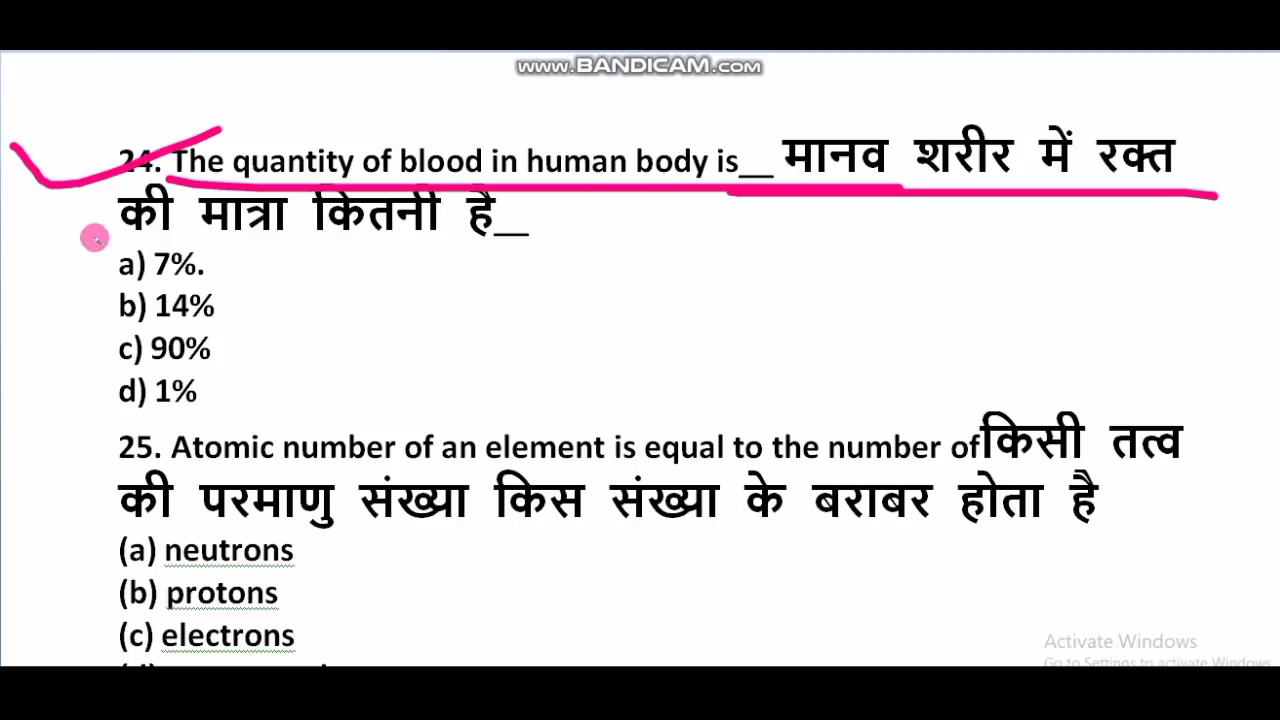 www.BANDICAM.com
24. The quantity of blood in human body is__ मानव शरीर में रक्त
की मात्रा कितनी है__
a) 7%.
b) 14%
c) 90%
d) 1%
25. Atomic number of an element is equal to the number of किसी तत्व
की परमाणु संख्या किस संख्या के बराबर होता है
(a) neutrons
(b) protons
(c) electrons
Activate Windows
Go to Settings to activate Windows